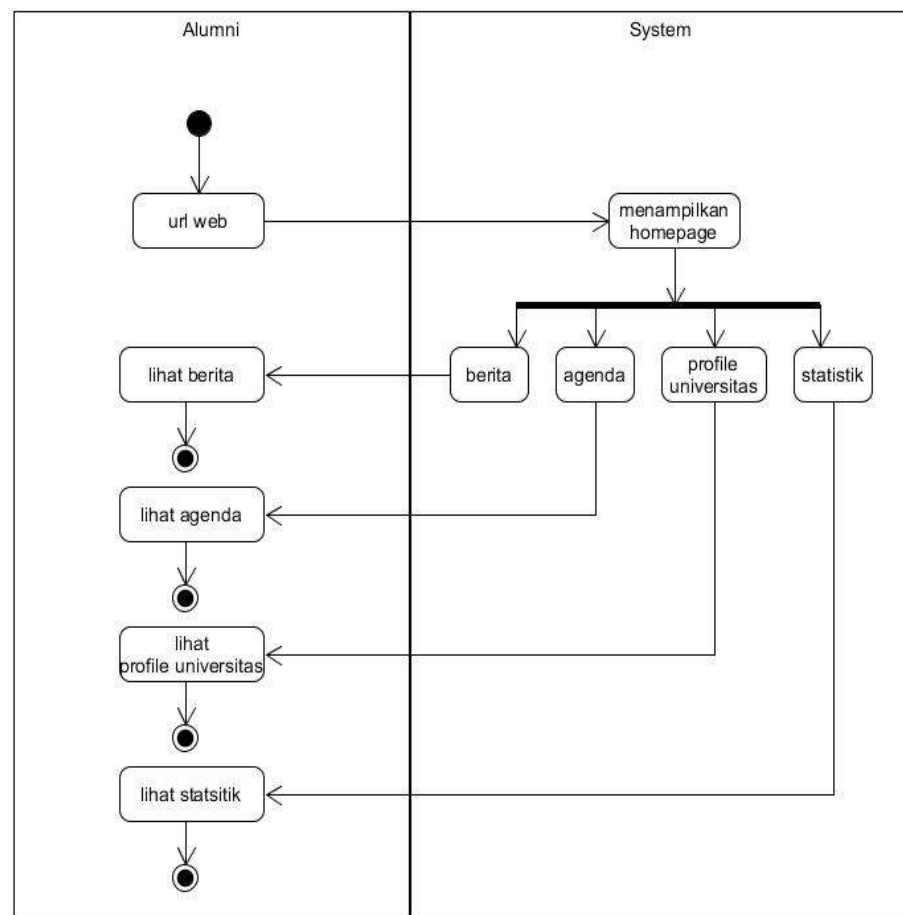 Alumni
System
url web
menampilkan
homepage
lihat berita
berita
agenda
profile
universitas
statistik
lihat agenda
lihat
profile universitas
lihat statsitik